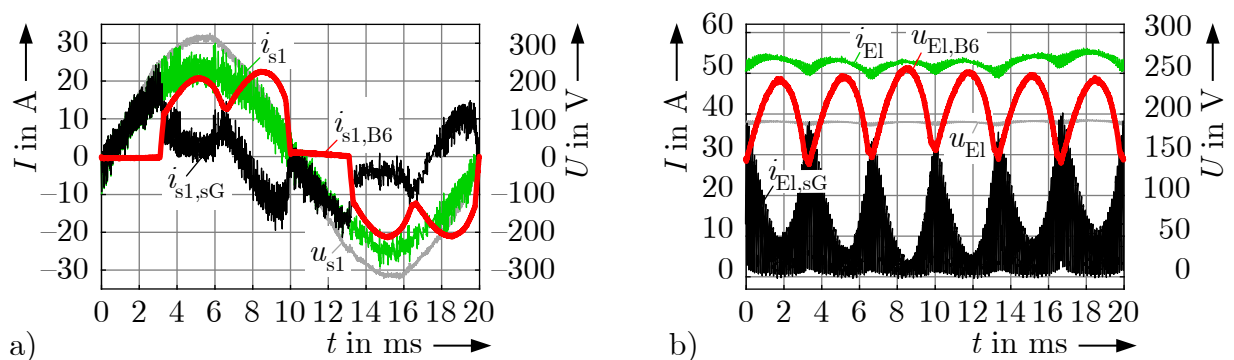 30
20
10
0
–10
–20
–30
I in A
300
200
100
0
–100
–200
–300
U in V
i_s1
i_s1,B6
i_s1,sG
u_s1
0 2 4 6 8 10 12 14 16 18 20
t in ms
a)
60
50
40
30
20
10
0
I in A
300
250
200
150
100
50
0
U in V
i_El
u_El,B6
u_El
i_El,sG
0 2 4 6 8 10 12 14 16 18 20
t in ms
b)